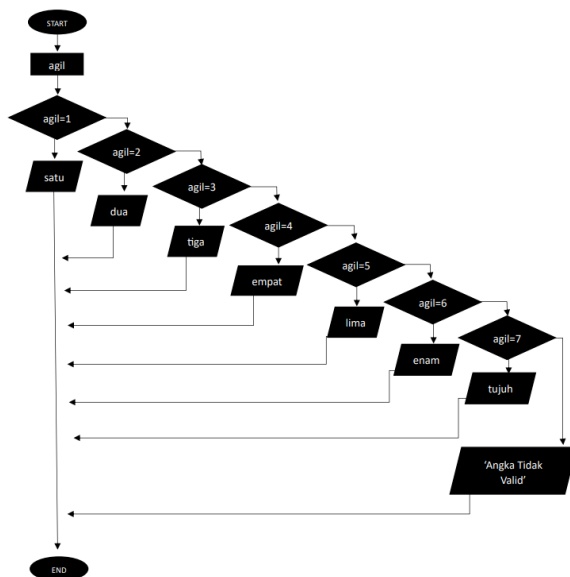 START
agil
agil=1
agil=2
satu
agil=3
dua
agil=4
tiga
agil=5
empat
agil=6
lima
agil=7
enam
tujuh
‘Angka Tidak
Valid’
END